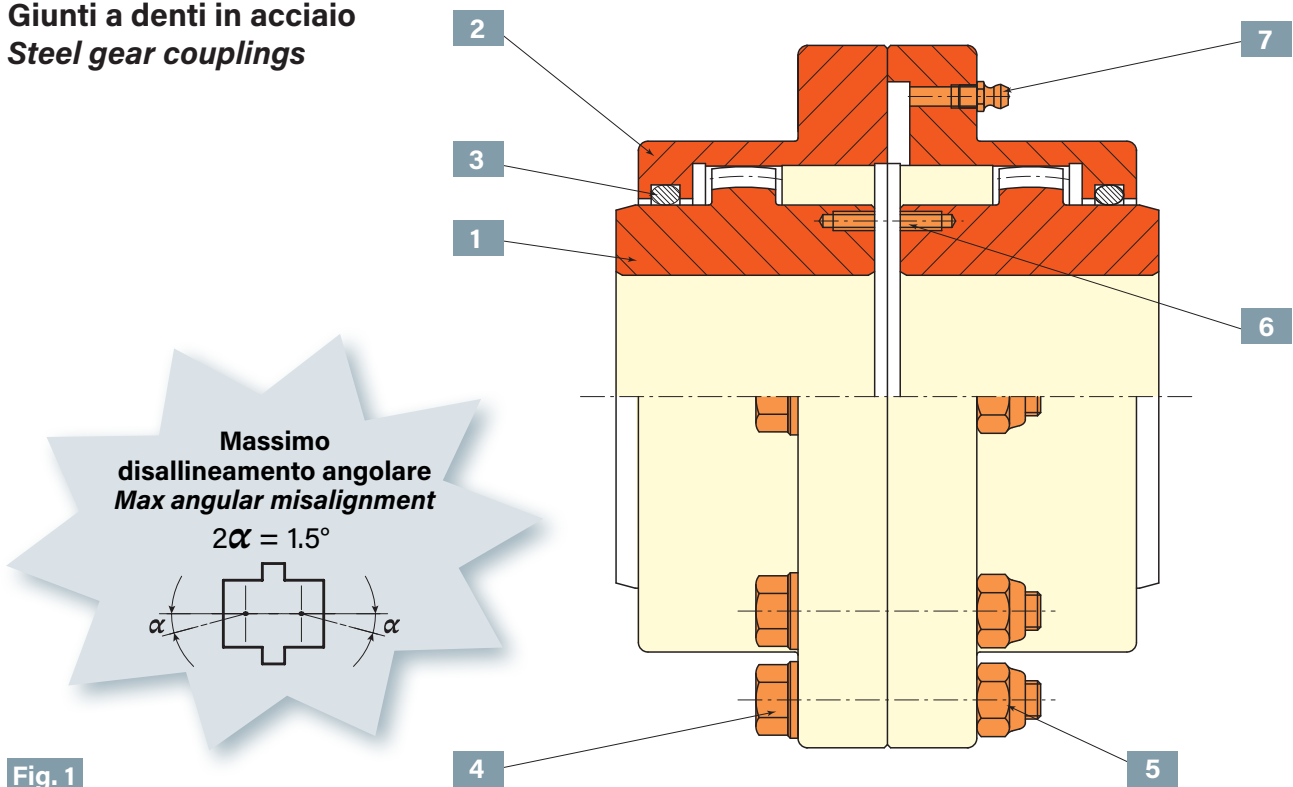 Giunti a denti in acciaio
Steel gear couplings
2
7
3
1
6
Massimo
disallineamento angolare
Max angular misalignment
2α = 1.5°
α
α
4
5
Fig. 1